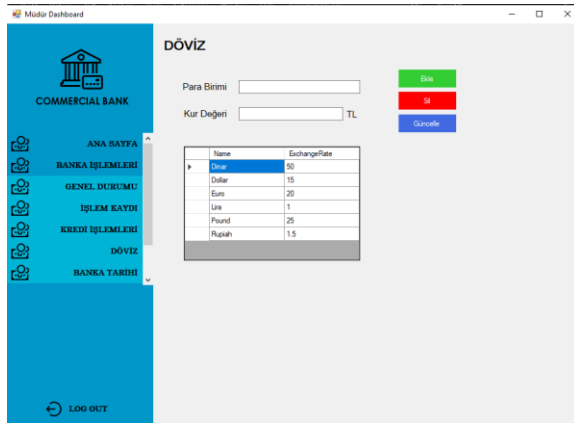 Müdür Dashboard
COMMERCIAL BANK
ANA SAYFA
BANKA İŞLEMLERİ
GENEL DURUMU
İŞLEM KAYDI
KREDİ İŞLEMLERİ
DÖVİZ
BANKA TARİHİ
LOG OUT
DÖVİZ
Para Birimi
Kur Değeri TL
Ekle
Sil
Güncelle
Name ExchangeRate
Dinar 50
Dollar 15
Euro 20
Lira 1
Pound 25
Rupiah 1.5